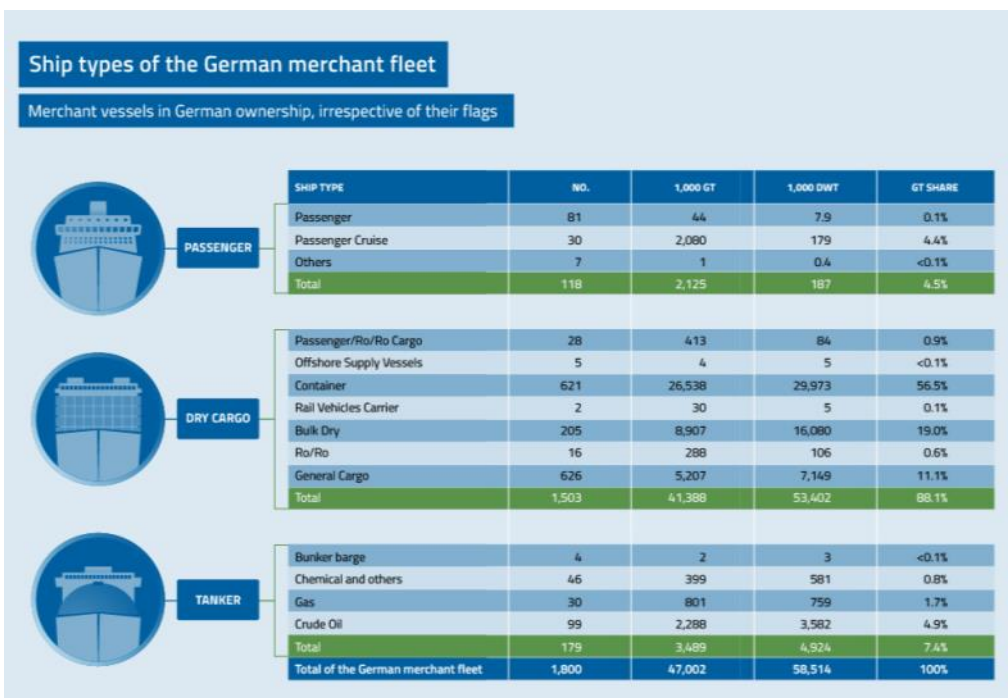 Ship types of the German merchant fleet
Merchant vessels in German ownership, irrespective of their flags
SHIP TYPE NO. 1,000 GT 1,000 DWT GT SHARE
PASSENGER
Passenger 81 44 7.9 0.1%
Passenger Cruise 30 2,080 179 4.4%
Others 7 1 0.4 <0.1%
Total 118 2,125 187 4.5%
DRY CARGO
Passenger/Ro/Ro Cargo 28 413 84 0.9%
Offshore Supply Vessels 5 4 5 <0.1%
Container 621 26,538 29,973 56.5%
Rail Vehicles Carrier 2 30 5 0.1%
Bulk Dry 205 8,907 16,080 19.0%
Ro/Ro 16 288 106 0.6%
General Cargo 626 5,207 7,149 11.1%
Total 1,503 41,388 53,402 88.1%
TANKER
Bunker barge 4 2 3 <0.1%
Chemical and others 46 399 581 0.8%
Gas 30 801 759 1.7%
Crude Oil 99 2,288 3,582 4.9%
Total 179 3,489 4,924 7.4%
Total of the German merchant fleet 1,800 47,002 58,514 100%